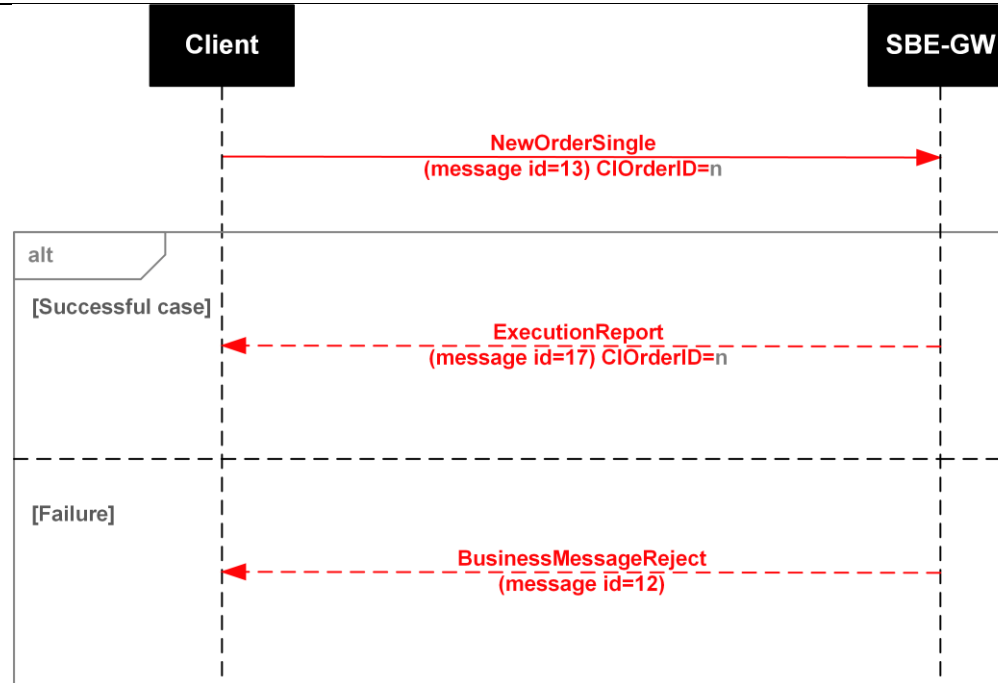 Client
SBE-GW
NewOrderSingle
(message id=13) ClOrderID=n
alt
[Successful case]
ExecutionReport
(message id=17) ClOrderID=n
[Failure]
BusinessMessageReject
(message id=12)